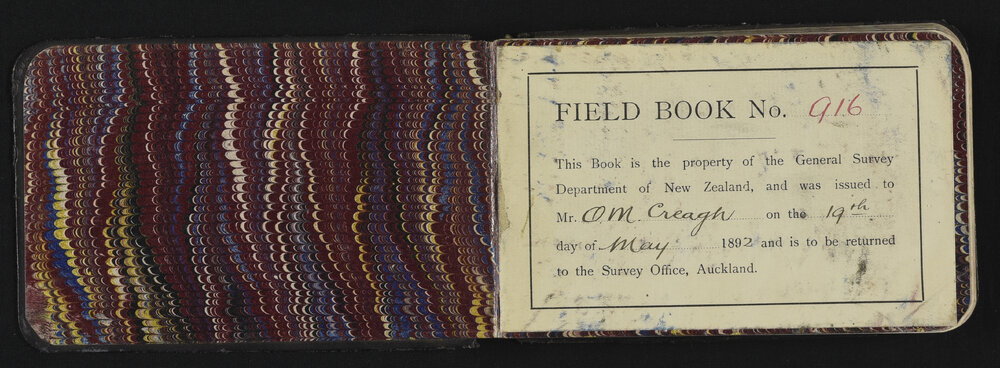 FIELD BOOK No. 916
This Book is the property of the General Survey
Department of New Zealand, and was issued to
Mr. O M. Creagh on the 19th
day of May 1892 and is to be returned
to the Survey Office, Auckland.